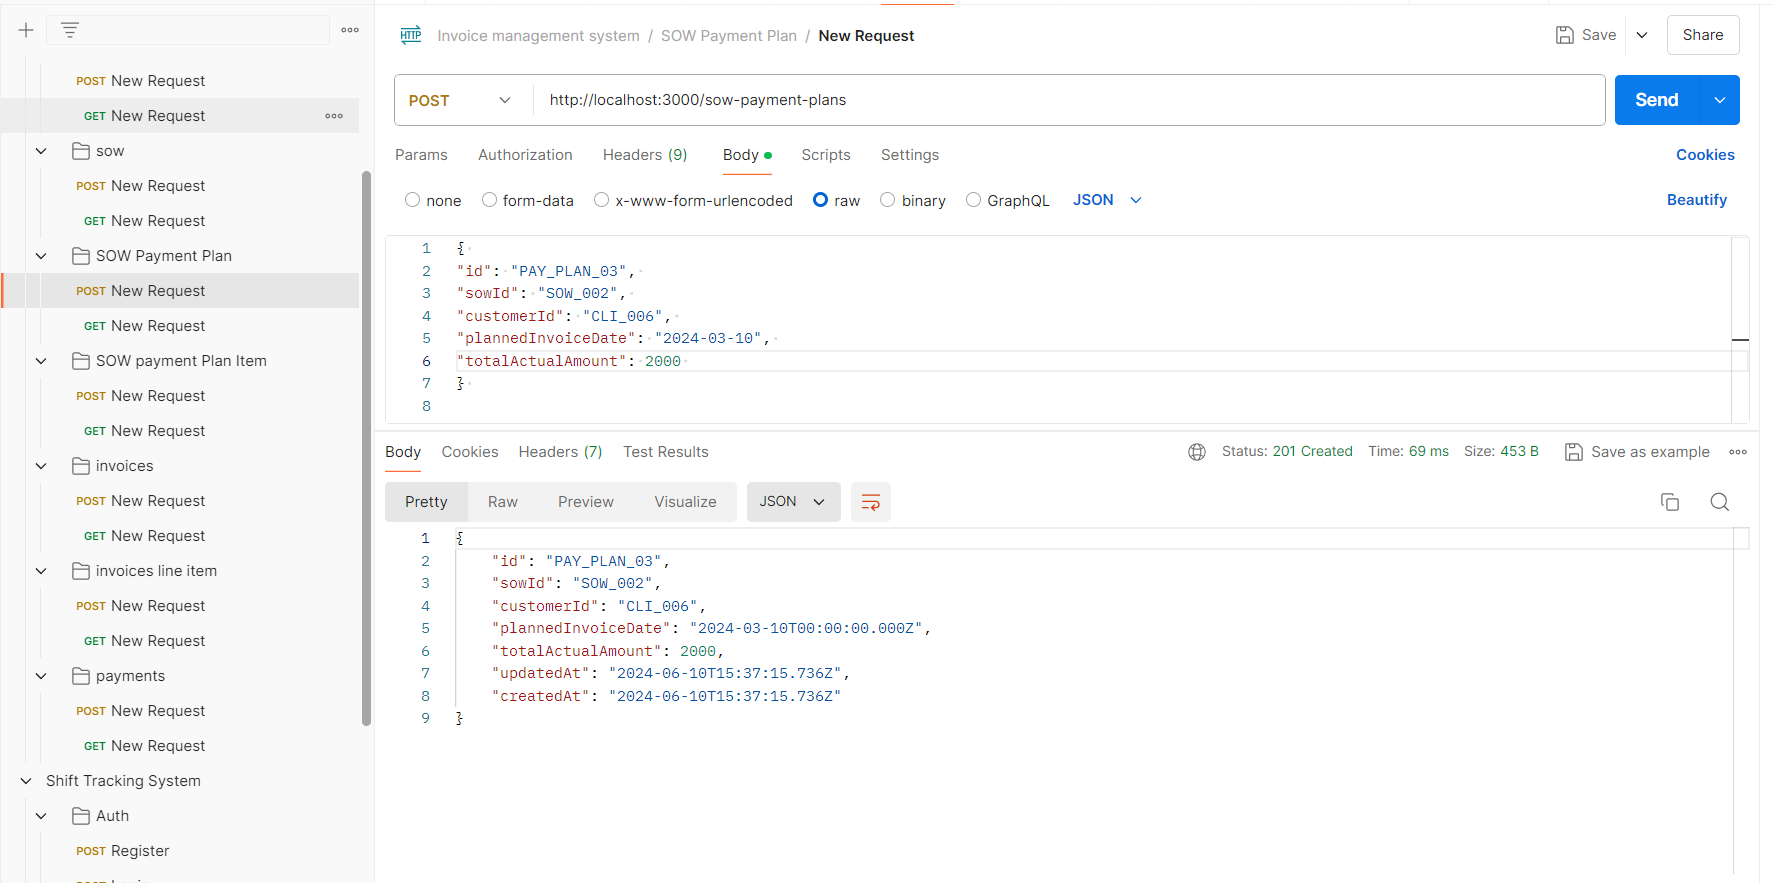 POST New Request
GET New Request
sow
POST New Request
GET New Request
SOW Payment Plan
POST New Request
GET New Request
SOW payment Plan Item
POST New Request
GET New Request
invoices
POST New Request
GET New Request
invoices line item
POST New Request
GET New Request
payments
POST New Request
GET New Request
Shift Tracking System
Auth
POST Register
HTTP Invoice management system / SOW Payment Plan / New Request
Save
Share
POST http://localhost:3000/sow-payment-plans
Send
Params Authorization Headers (9) Body Scripts Settings
Cookies
none form-data x-www-form-urlencoded raw binary GraphQL JSON
Beautify
1 {
2 "id": "PAY_PLAN_03",
3 "sowId": "SOW_002",
4 "customerId": "CLI_006",
5 "plannedInvoiceDate": "2024-03-10",
6 "totalActualAmount": 2000
7 }
8
Body Cookies Headers (7) Test Results
Status: 201 Created Time: 69 ms Size: 453 B
Save as example
Pretty Raw Preview Visualize JSON
1 {
2 "id": "PAY_PLAN_03",
3 "sowId": "SOW_002",
4 "customerId": "CLI_006",
5 "plannedInvoiceDate": "2024-03-10T00:00:00.000Z",
6 "totalActualAmount": 2000,
7 "updatedAt": "2024-06-10T15:37:15.736Z",
8 "createdAt": "2024-06-10T15:37:15.736Z"
9 }